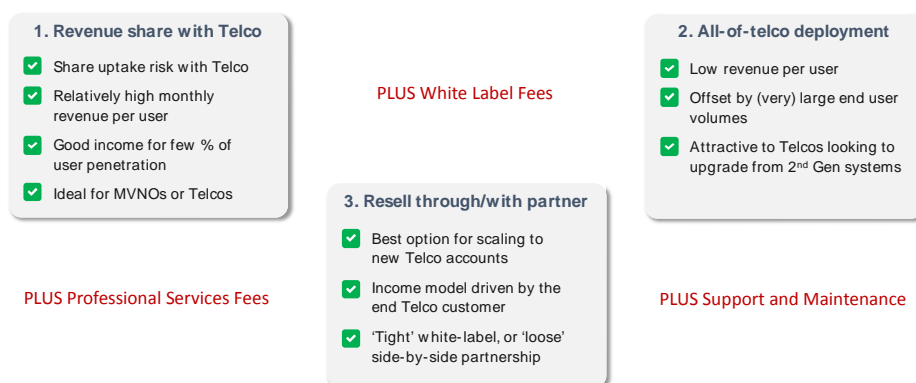 1. Revenue share with Telco
Share uptake risk with Telco
Relatively high monthly
revenue per user
Good income for few % of
user penetration
Ideal for MVNOs or Telcos
PLUS White Label Fees
2. All-of-telco deployment
Low revenue per user
Offset by (very) large end user
volumes
Attractive to Telcos looking to
upgrade from 2nd Gen systems
3. Resell through/with partner
Best option for scaling to
new Telco accounts
Income model driven by the
end Telco customer
‘Tight’ white-label, or ‘loose’
side-by-side partnership
PLUS Professional Services Fees
PLUS Support and Maintenance